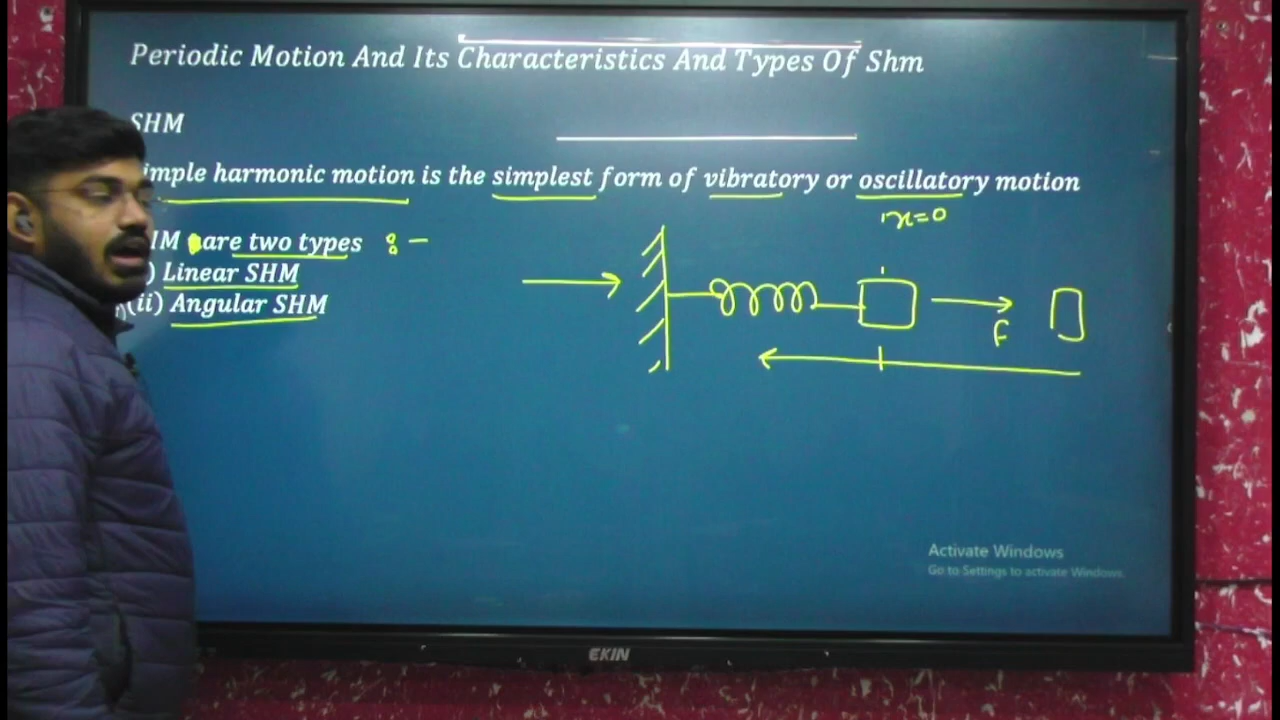 Periodic Motion And Its Characteristics And Types Of Shm
SHM
imple harmonic motion is the simplest form of vibratory or oscillatory motion
x=0
HM are two types :-
) Linear SHM
(ii) Angular SHM
F
Activate Windows
Go to Settings to activate Windows.
EKIN